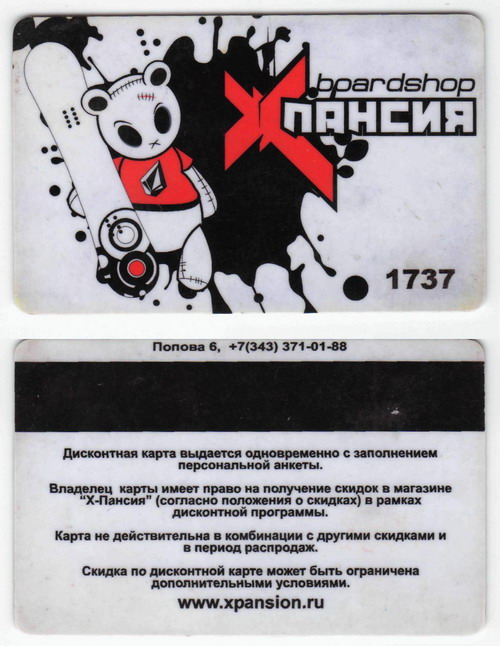 boardshop
Х-ПАНСИЯ
1737
Попова 6, +7(343) 371-01-88
Дисконтная карта выдается одновременно с заполнением
персональной анкеты.
Владелец карты имеет право на получение скидок в магазине
“Х-Пансия” (согласно положения о скидках) в рамках
дисконтной программы.
Карта не действительна в комбинации с другими скидками и
в период распродаж.
Скидка по дисконтной карте может быть ограничена
дополнительными условиями.
www.xpansion.ru